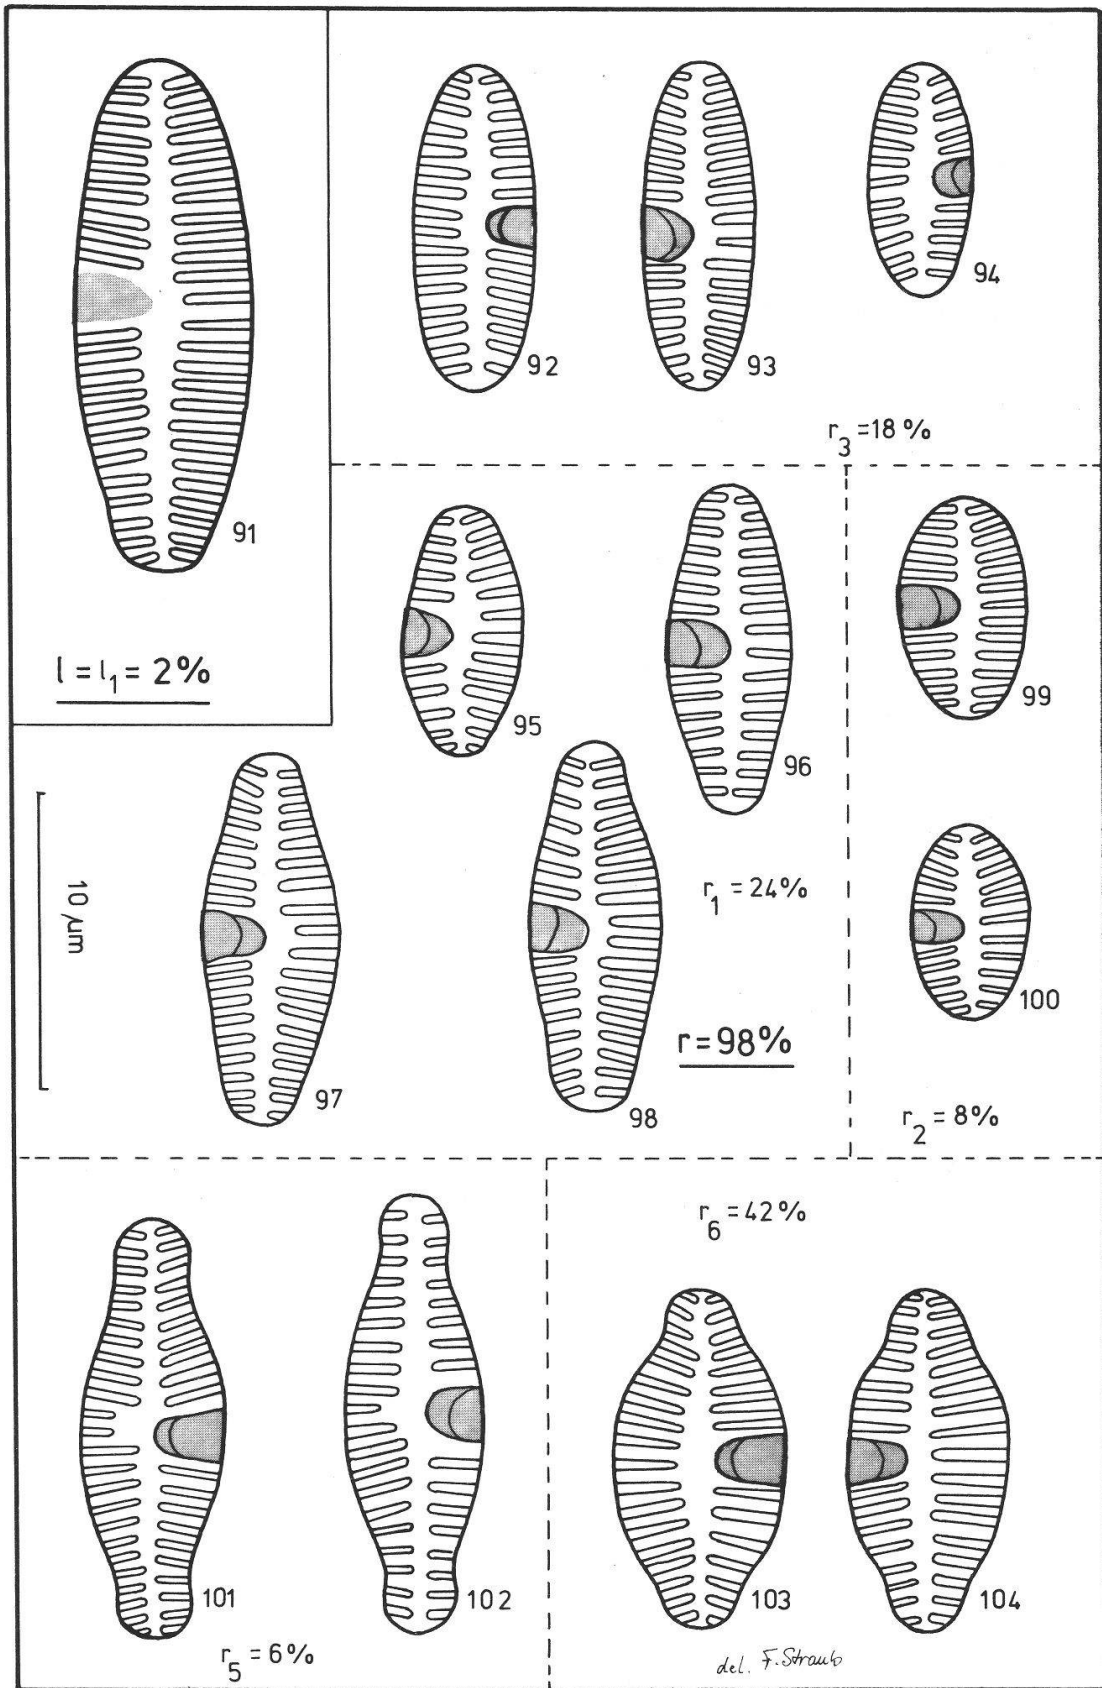 91
l = l₁ = 2%
92
93
94
r₃ = 18%
95
96
97
98
r₁ = 24%
r = 98%
10 µm
99
100
r₂ = 8%
101
102
r₅ = 6%
r₆ = 42%
103
104
del. F. Straub